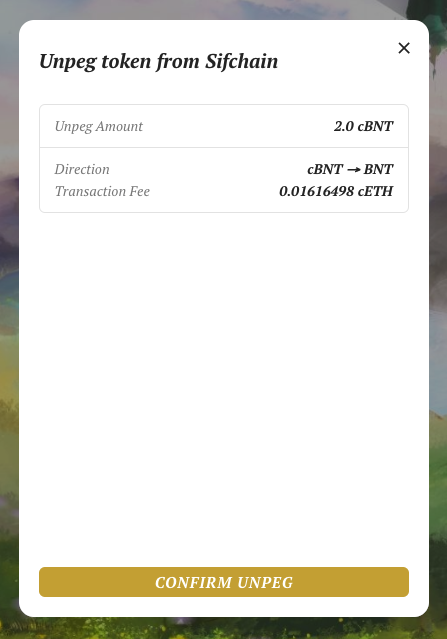 Unpeg token from Sifchain
Unpeg Amount 2.0 cBNT
Direction cBNT → BNT
Transaction Fee 0.01616498 cETH
CONFIRM UNPEG